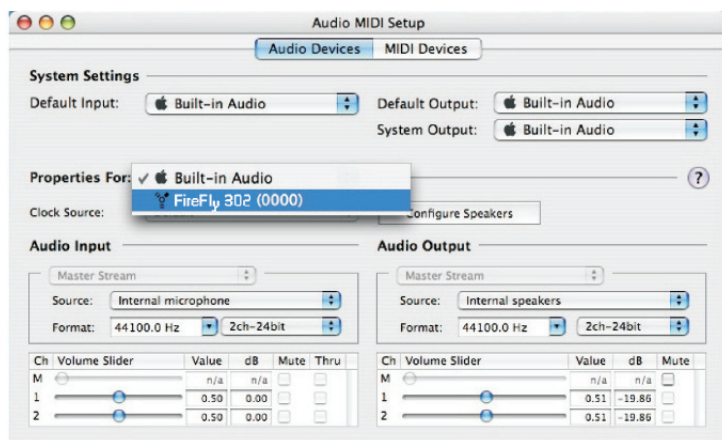 Audio MIDI Setup
Audio Devices MIDI Devices
System Settings
Default Input: Built-in Audio Default Output: Built-in Audio
System Output: Built-in Audio
Properties For: ✓ Built-in Audio ?
FireFly 302 (0000)
Clock Source: Configure Speakers
Audio Input Audio Output
Master Stream Master Stream
Source: Internal microphone Source: Internal speakers
Format: 44100.0 Hz 2ch-24bit Format: 44100.0 Hz 2ch-24bit
Ch Volume Slider Value dB Mute Thru Ch Volume Slider Value dB Mute
M n/a n/a M n/a n/a
1 0.50 0.00 1 0.51 -19.86
2 0.50 0.00 2 0.51 -19.86